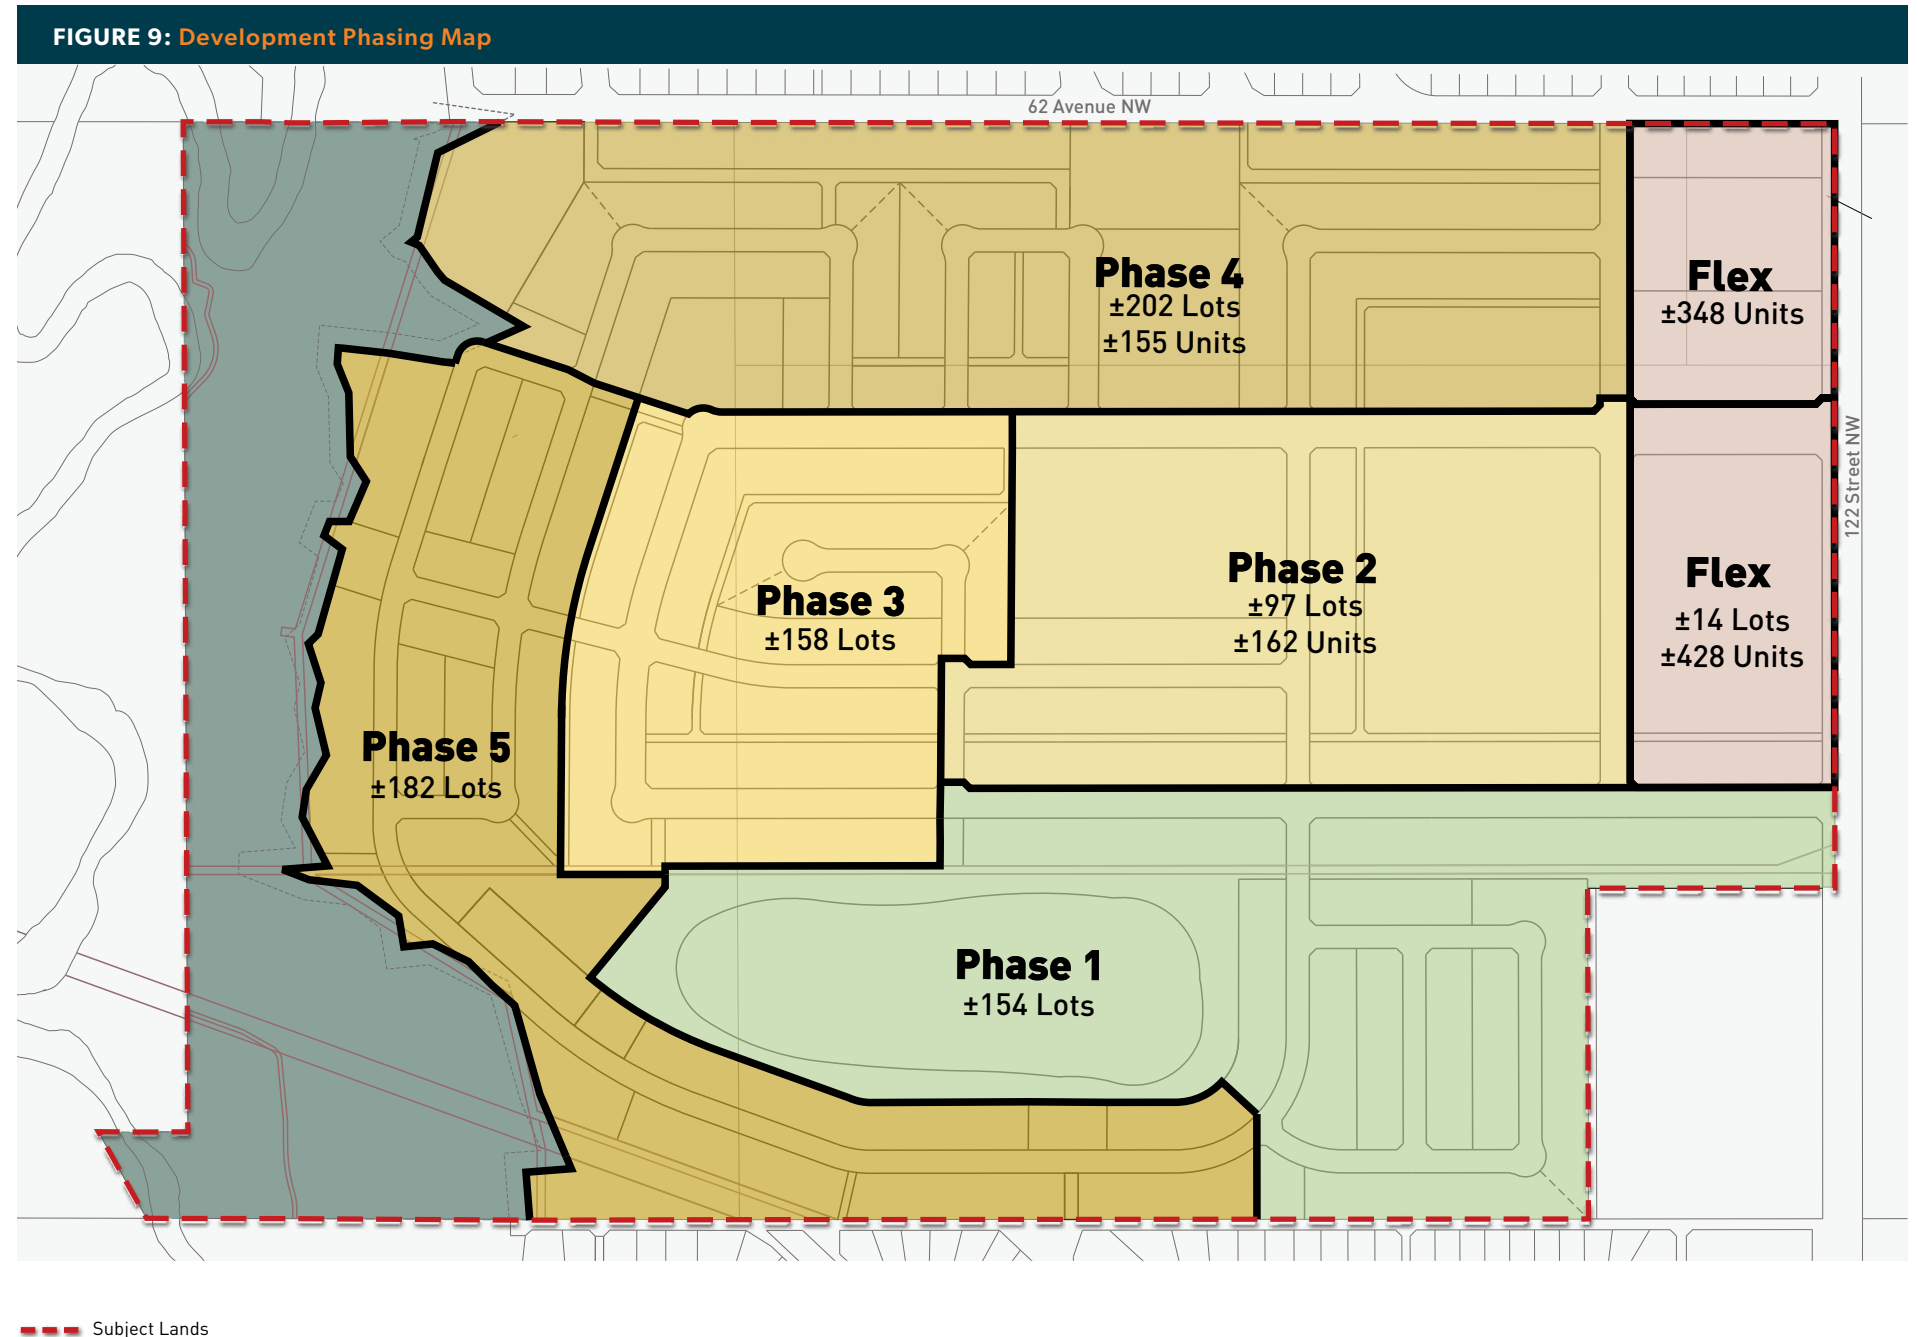 FIGURE 9: Development Phasing Map
62 Avenue NW
Phase 4
±202 Lots
±155 Units
Flex
±348 Units
122 Street NW
Phase 2
±97 Lots
±162 Units
Flex
±14 Lots
±428 Units
Phase 3
±158 Lots
Phase 5
±182 Lots
Phase 1
±154 Lots
Subject Lands